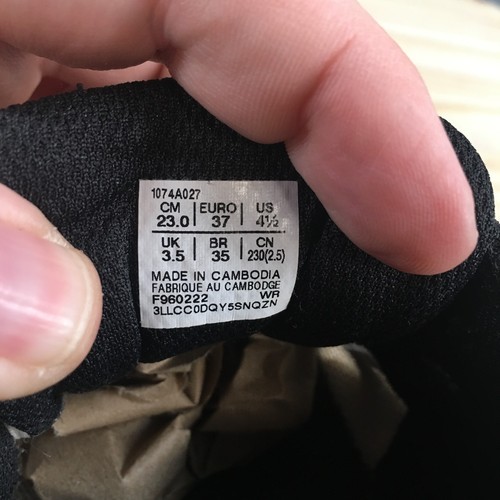 1074A027
CM EURO US
23.0 37 4½
UK BR CN
3.5 35 230(2.5)
MADE IN CAMBODIA
FABRIQUE AU CAMBODGE
F960222 WR
3LLCC0DQY5SNQZN